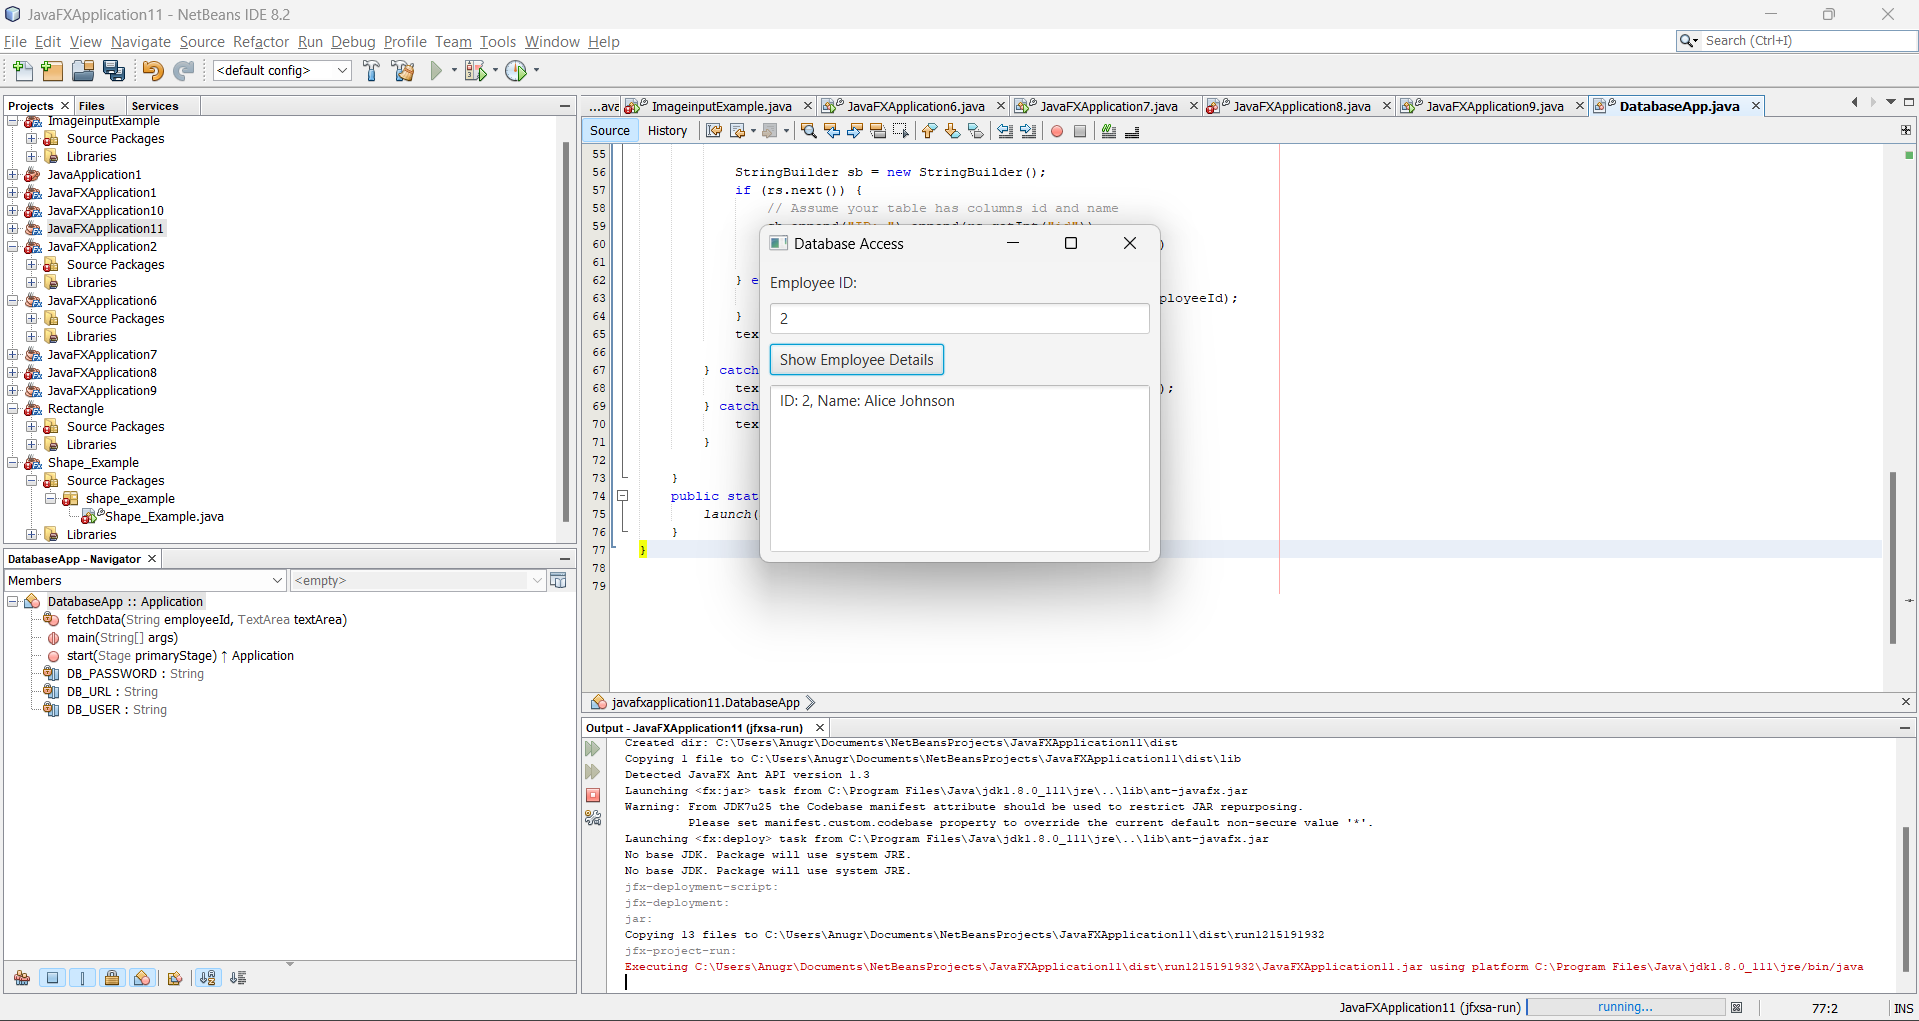 JavaFXApplication11 - NetBeans IDE 8.2
File Edit View Navigate Source Refactor Run Debug Profile Team Tools Window Help
Search (Ctrl+I)
<default config>
Projects Files Services
ImageinputExample
Source Packages
Libraries
JavaApplication1
JavaFXApplication1
JavaFXApplication10
JavaFXApplication11
JavaFXApplication2
Source Packages
Libraries
JavaFXApplication6
Source Packages
Libraries
JavaFXApplication7
JavaFXApplication8
JavaFXApplication9
Rectangle
Source Packages
Libraries
Shape_Example
Source Packages
shape_example
Shape_Example.java
Libraries
DatabaseApp - Navigator
Members <empty>
DatabaseApp :: Application
fetchData(String employeeId, TextArea textArea)
main(String[] args)
start(Stage primaryStage) ↑ Application
DB_PASSWORD : String
DB_URL : String
DB_USER : String
...ava ImageinputExample.java JavaFXApplication6.java JavaFXApplication7.java JavaFXApplication8.java JavaFXApplication9.java DatabaseApp.java
Source History
55
56 StringBuilder sb = new StringBuilder();
57 if (rs.next()) {
58 // Assume your table has columns id and name
59
60 )
61
62 } e
63 ployeeId);
64 }
65 tex
66
67 } catch
68 tex );
69 } catch
70 tex
71 }
72
73 }
74 public stat
75 launch(
76 }
77 }
78
79
Database Access
Employee ID:
2
Show Employee Details
ID: 2, Name: Alice Johnson
javafxapplication11.DatabaseApp
Output - JavaFXApplication11 (jfxsa-run)
Created dir: C:\Users\Anugr\Documents\NetBeansProjects\JavaFXApplication11\dist
Copying 1 file to C:\Users\Anugr\Documents\NetBeansProjects\JavaFXApplication11\dist\lib
Detected JavaFX Ant API version 1.3
Launching <fx:jar> task from C:\Program Files\Java\jdk1.8.0_111\jre\..\lib\ant-javafx.jar
Warning: From JDK7u25 the Codebase manifest attribute should be used to restrict JAR repurposing.
Please set manifest.custom.codebase property to override the current default non-secure value '*'.
Launching <fx:deploy> task from C:\Program Files\Java\jdk1.8.0_111\jre\..\lib\ant-javafx.jar
No base JDK. Package will use system JRE.
No base JDK. Package will use system JRE.
jfx-deployment-script:
jfx-deployment:
jar:
Copying 13 files to C:\Users\Anugr\Documents\NetBeansProjects\JavaFXApplication11\dist\run1215191932
jfx-project-run:
Executing C:\Users\Anugr\Documents\NetBeansProjects\JavaFXApplication11\dist\run1215191932\JavaFXApplication11.jar using platform C:\Program Files\Java\jdk1.8.0_111\jre/bin/java
JavaFXApplication11 (jfxsa-run) running... 77:2 INS